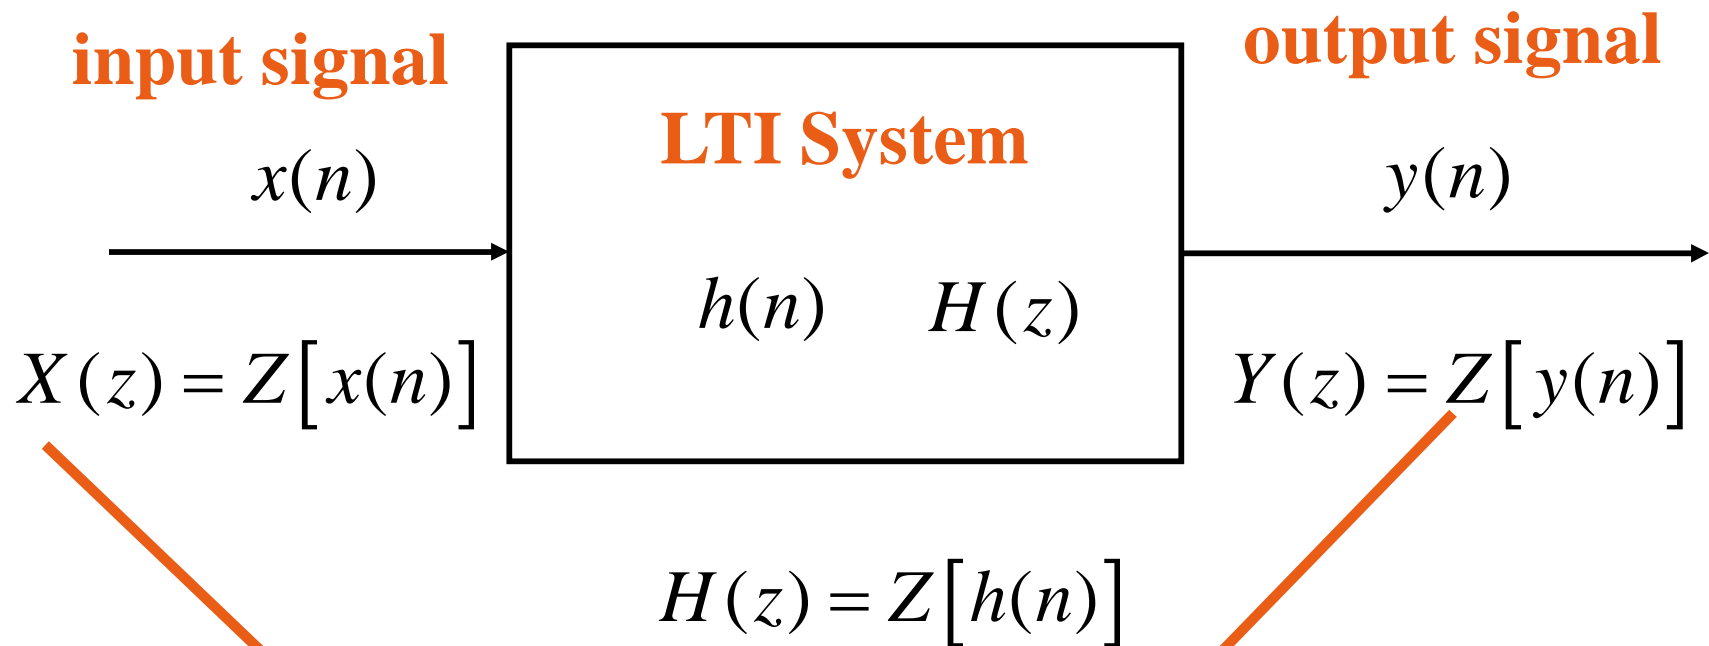 input signal
output signal
LTI System
x(n)
y(n)
h(n) H(z)
X(z) = Z[x(n)]
Y(z) = Z[y(n)]
H(z) = Z[h(n)]